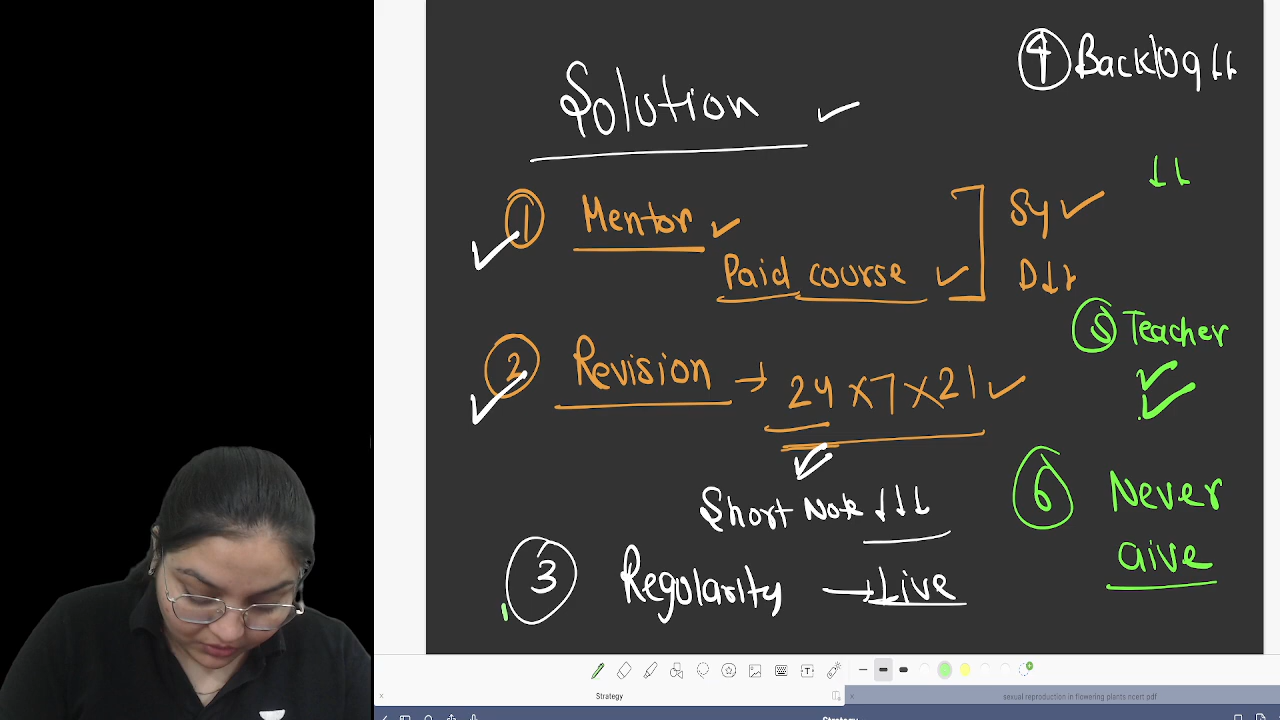 Solution
① Mentor
Paid course
Sy
D
② Revision → 24 × 7 × 21
Short Note
③ Regularity → Live
④ Backlog
⑤ Teacher
⑥ Never
Give
Strategy
sexual reproduction in flowering plants ncert pdf
Strategy